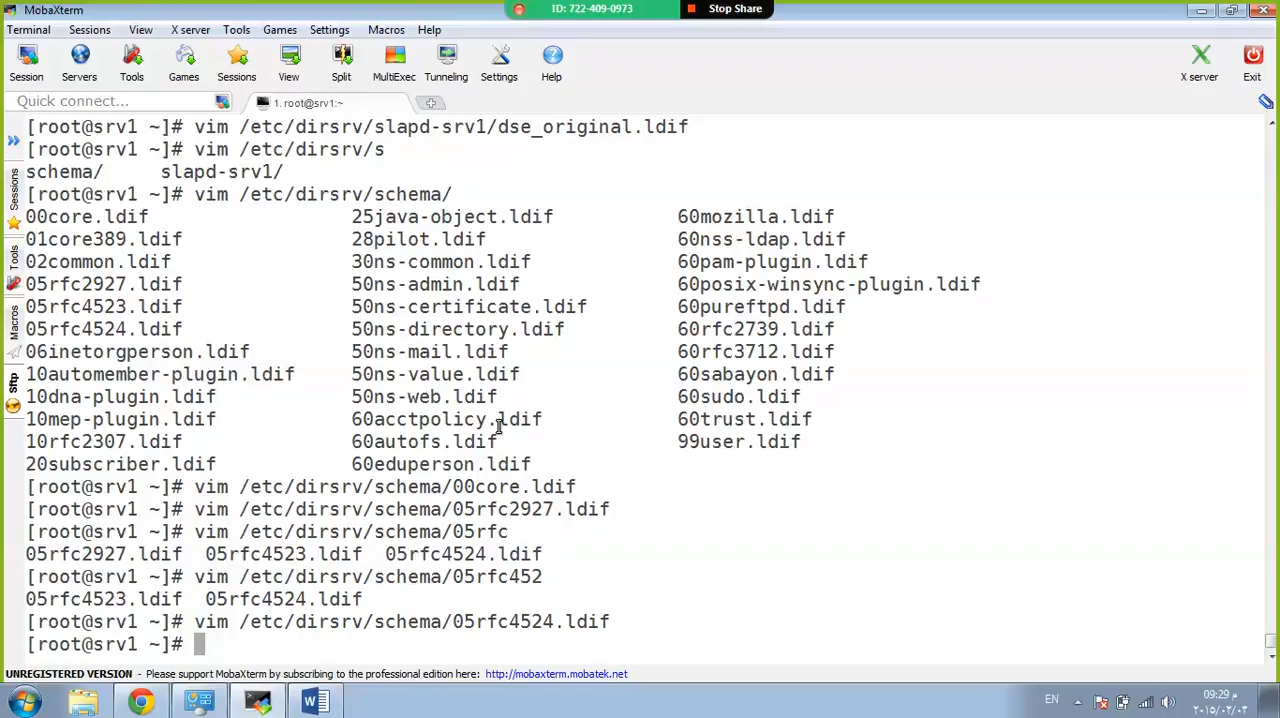 MobaXterm
ID: 722-409-0973
Stop Share
Terminal Sessions View X server Tools Games Settings Macros Help
Session Servers Tools Games Sessions View Split MultiExec Tunneling Settings Help X server Exit
Quick connect...
1. root@srv1:~
Sessions
Tools
Macros
Sftp
[root@srv1 ~]# vim /etc/dirsrv/slapd-srv1/dse_original.ldif
[root@srv1 ~]# vim /etc/dirsrv/s
schema/ slapd-srv1/
[root@srv1 ~]# vim /etc/dirsrv/schema/
00core.ldif 25java-object.ldif 60mozilla.ldif
01core389.ldif 28pilot.ldif 60nss-ldap.ldif
02common.ldif 30ns-common.ldif 60pam-plugin.ldif
05rfc2927.ldif 50ns-admin.ldif 60posix-winsync-plugin.ldif
05rfc4523.ldif 50ns-certificate.ldif 60pureftpd.ldif
05rfc4524.ldif 50ns-directory.ldif 60rfc2739.ldif
06inetorgperson.ldif 50ns-mail.ldif 60rfc3712.ldif
10automember-plugin.ldif 50ns-value.ldif 60sabayon.ldif
10dna-plugin.ldif 50ns-web.ldif 60sudo.ldif
10mep-plugin.ldif 60acctpolicy.ldif 60trust.ldif
10rfc2307.ldif 60autofs.ldif 99user.ldif
20subscriber.ldif 60eduperson.ldif
[root@srv1 ~]# vim /etc/dirsrv/schema/00core.ldif
[root@srv1 ~]# vim /etc/dirsrv/schema/05rfc2927.ldif
[root@srv1 ~]# vim /etc/dirsrv/schema/05rfc
05rfc2927.ldif 05rfc4523.ldif 05rfc4524.ldif
[root@srv1 ~]# vim /etc/dirsrv/schema/05rfc452
05rfc4523.ldif 05rfc4524.ldif
[root@srv1 ~]# vim /etc/dirsrv/schema/05rfc4524.ldif
[root@srv1 ~]#
UNREGISTERED VERSION - Please support MobaXterm by subscribing to the professional edition here: http://mobaxterm.mobatek.net
EN
م 09:29
٢٠١٥/٠٢/٠٣